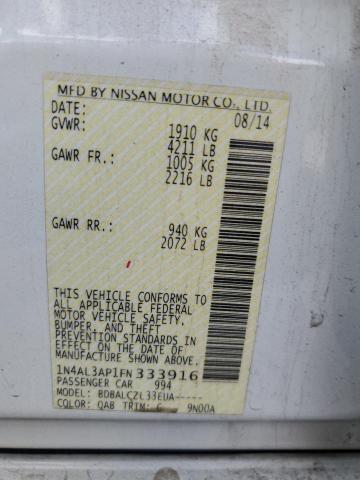 MFD BY NISSAN MOTOR CO., LTD.
DATE: 08/14
GVWR: 1910 KG
4211 LB
GAWR FR.: 1005 KG
2216 LB
GAWR RR.: 940 KG
2072 LB
THIS VEHICLE CONFORMS TO
ALL APPLICABLE FEDERAL
MOTOR VEHICLE SAFETY,
BUMPER, AND THEFT
PREVENTION STANDARDS IN
EFFECT ON THE DATE OF
MANUFACTURE SHOWN ABOVE.
1N4AL3AP1FN 333916
PASSENGER CAR 994
MODEL: BDBALCZL33EUA-----
COLOR: QAB TRIM: G 9N00A